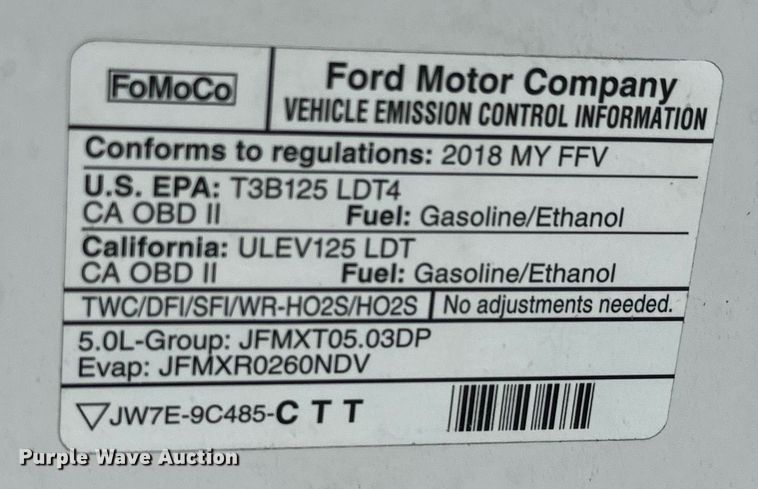 FoMoCo
Ford Motor Company
VEHICLE EMISSION CONTROL INFORMATION
Conforms to regulations: 2018 MY FFV
U.S. EPA: T3B125 LDT4
CA OBD II Fuel: Gasoline/Ethanol
California: ULEV125 LDT
CA OBD II Fuel: Gasoline/Ethanol
TWC/DFI/SFI/WR-HO2S/HO2S No adjustments needed.
5.0L-Group: JFMXT05.03DP
Evap: JFMXR0260NDV
JW7E-9C485-C T T
Purple Wave Auction